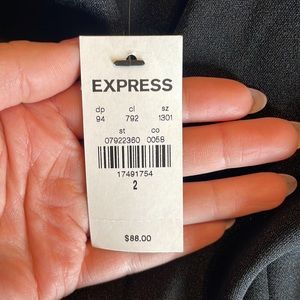 EXPRESS
dp cl sz
94 792 1301
st co
07922360 0058
17491754
2
$88.00